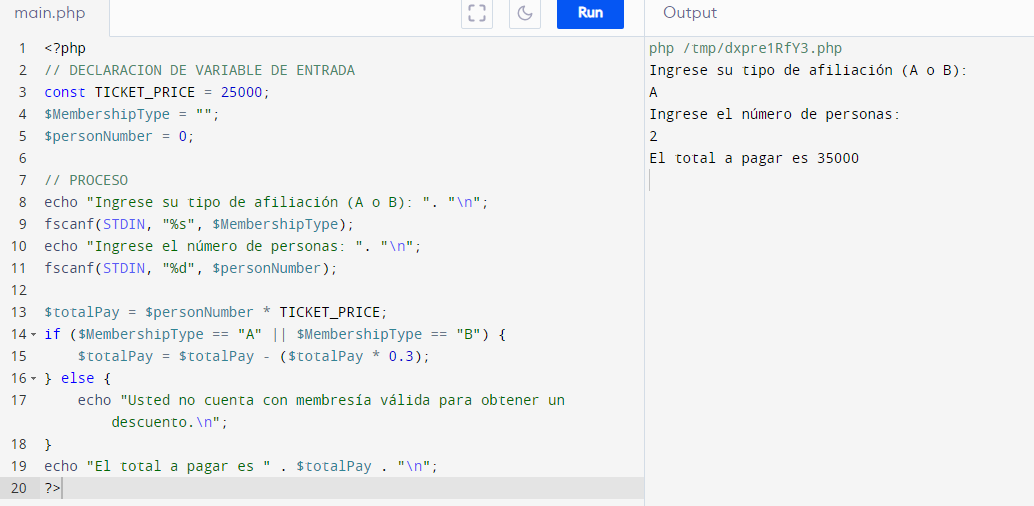 main.php
Run
Output
1 <?php
2 // DECLARACION DE VARIABLE DE ENTRADA
3 const TICKET_PRICE = 25000;
4 $MembershipType = "";
5 $personNumber = 0;
6
7 // PROCESO
8 echo "Ingrese su tipo de afiliación (A o B): ". "\n";
9 fscanf(STDIN, "%s", $MembershipType);
10 echo "Ingrese el número de personas: ". "\n";
11 fscanf(STDIN, "%d", $personNumber);
12
13 $totalPay = $personNumber * TICKET_PRICE;
14 if ($MembershipType == "A" || $MembershipType == "B") {
15     $totalPay = $totalPay - ($totalPay * 0.3);
16 } else {
17     echo "Usted no cuenta con membresía válida para obtener un
descuento.\n";
18 }
19 echo "El total a pagar es " . $totalPay . "\n";
20 ?>
php /tmp/dxpre1RfY3.php
Ingrese su tipo de afiliación (A o B):
A
Ingrese el número de personas:
2
El total a pagar es 35000